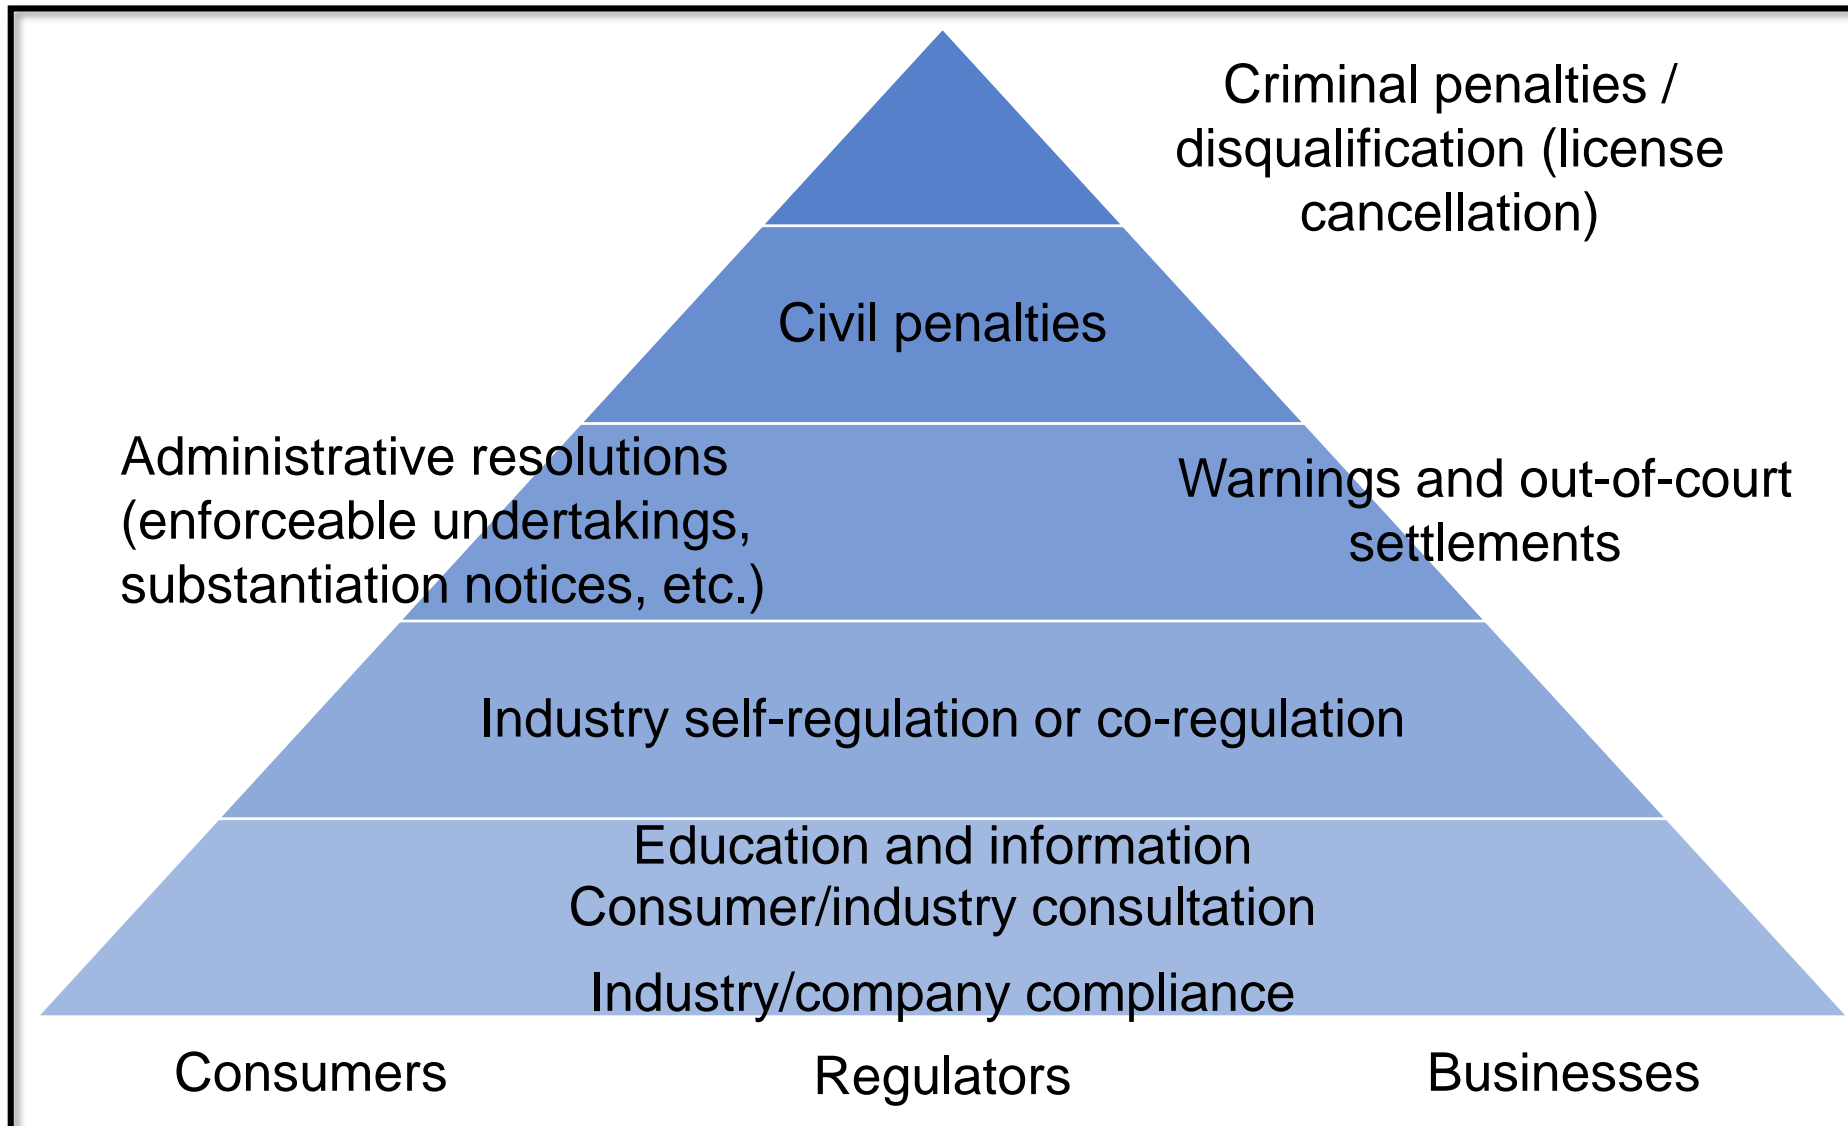 Criminal penalties /
disqualification (license
cancellation)
Civil penalties
Administrative resolutions
(enforceable undertakings,
substantiation notices, etc.)
Warnings and out-of-court
settlements
Industry self-regulation or co-regulation
Education and information
Consumer/industry consultation
Industry/company compliance
Consumers
Regulators
Businesses